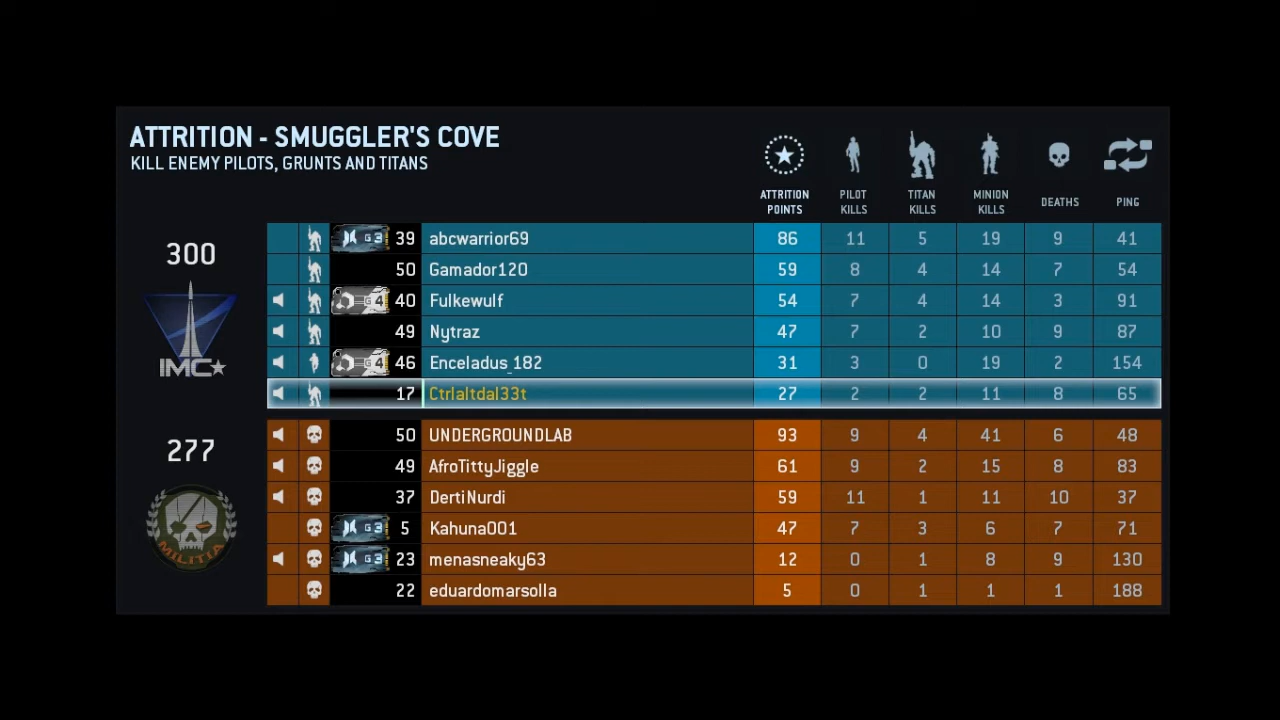 ATTRITION - SMUGGLER'S COVE
KILL ENEMY PILOTS, GRUNTS AND TITANS
ATTRITION POINTS PILOT KILLS TITAN KILLS MINION KILLS DEATHS PING
300
IMC
G3 39 abcwarrior69 86 11 5 19 9 41
50 Gamador120 59 8 4 14 7 54
G4 40 Fulkewulf 54 7 4 14 3 91
49 Nytraz 47 7 2 10 9 87
G4 46 Enceladus_182 31 3 0 19 2 154
17 Ctrlaltdal33t 27 2 2 11 8 65
277
MILITIA
50 UNDERGROUNDLAB 93 9 4 41 6 48
49 AfroTittyJiggle 61 9 2 15 8 83
37 DertiNurdi 59 11 1 11 10 37
G3 5 Kahuna001 47 7 3 6 7 71
G3 23 menasneaky63 12 0 1 8 9 130
22 eduardomarsolla 5 0 1 1 1 188